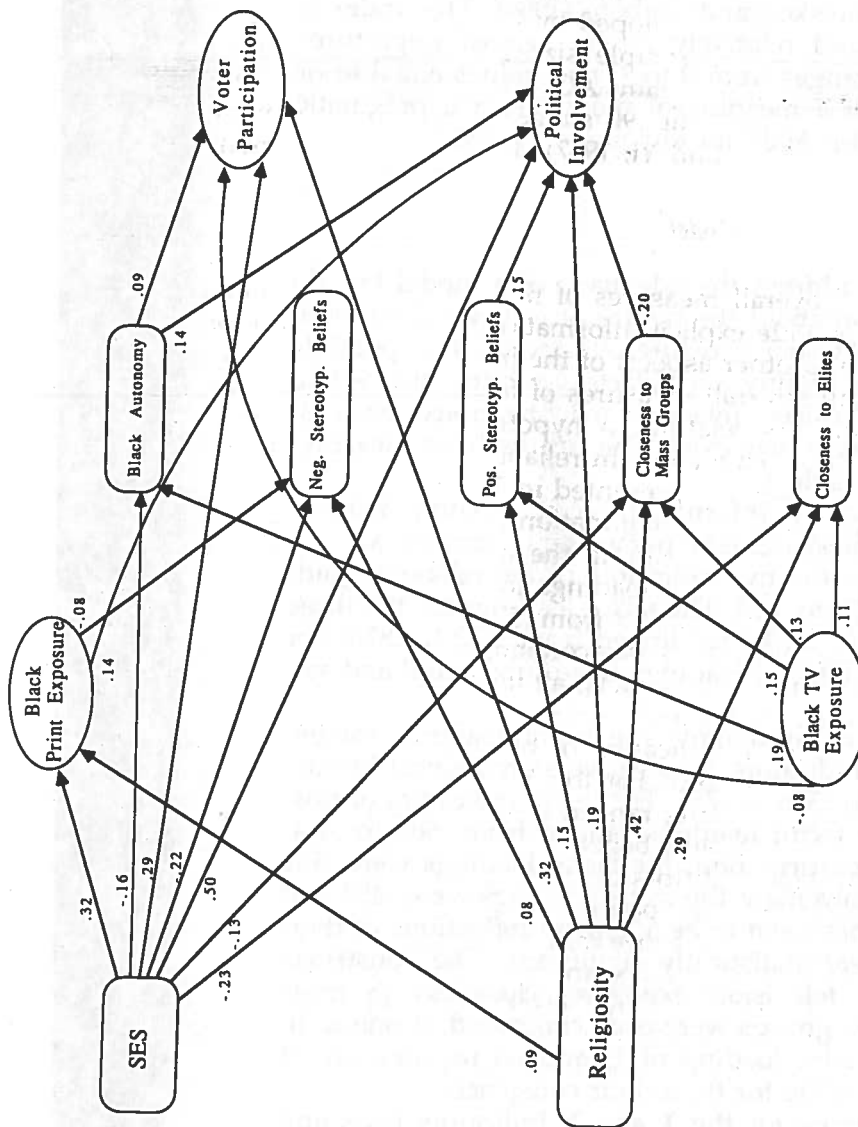 SES
Religiosity
Black
Print Exposure
Black TV
Exposure
Black Autonomy
Neg. Stereotyp. Beliefs
Pos. Stereotyp. Beliefs
Closeness to
Mass Groups
Closeness to Elites
Voter
Participation
Political
Involvement
.32
-.16
.29
.22
.50
-.13
-.23
.09
.08
.32
.15
.19
.42
.29
-.08
.14
-.08
.19
.15
.13
.11
.09
.14
.15
-.20